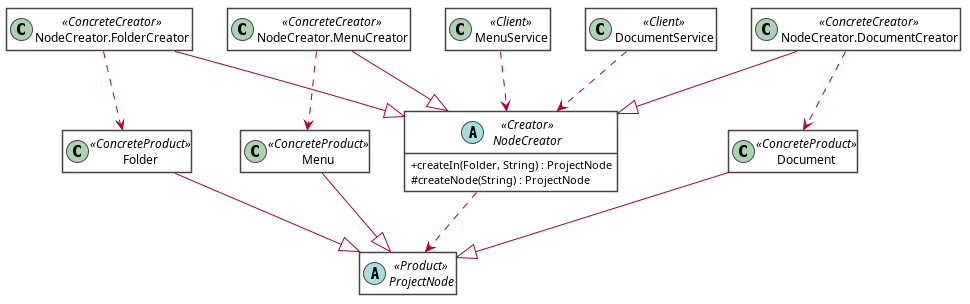 C
«ConcreteCreator»
NodeCreator.FolderCreator
C
«ConcreteCreator»
NodeCreator.MenuCreator
C
«Client»
MenuService
C
«Client»
DocumentService
C
«ConcreteCreator»
NodeCreator.DocumentCreator
C
«ConcreteProduct»
Folder
C
«ConcreteProduct»
Menu
A
«Creator»
NodeCreator
+createIn(Folder, String) : ProjectNode
#createNode(String) : ProjectNode
C
«ConcreteProduct»
Document
A
«Product»
ProjectNode